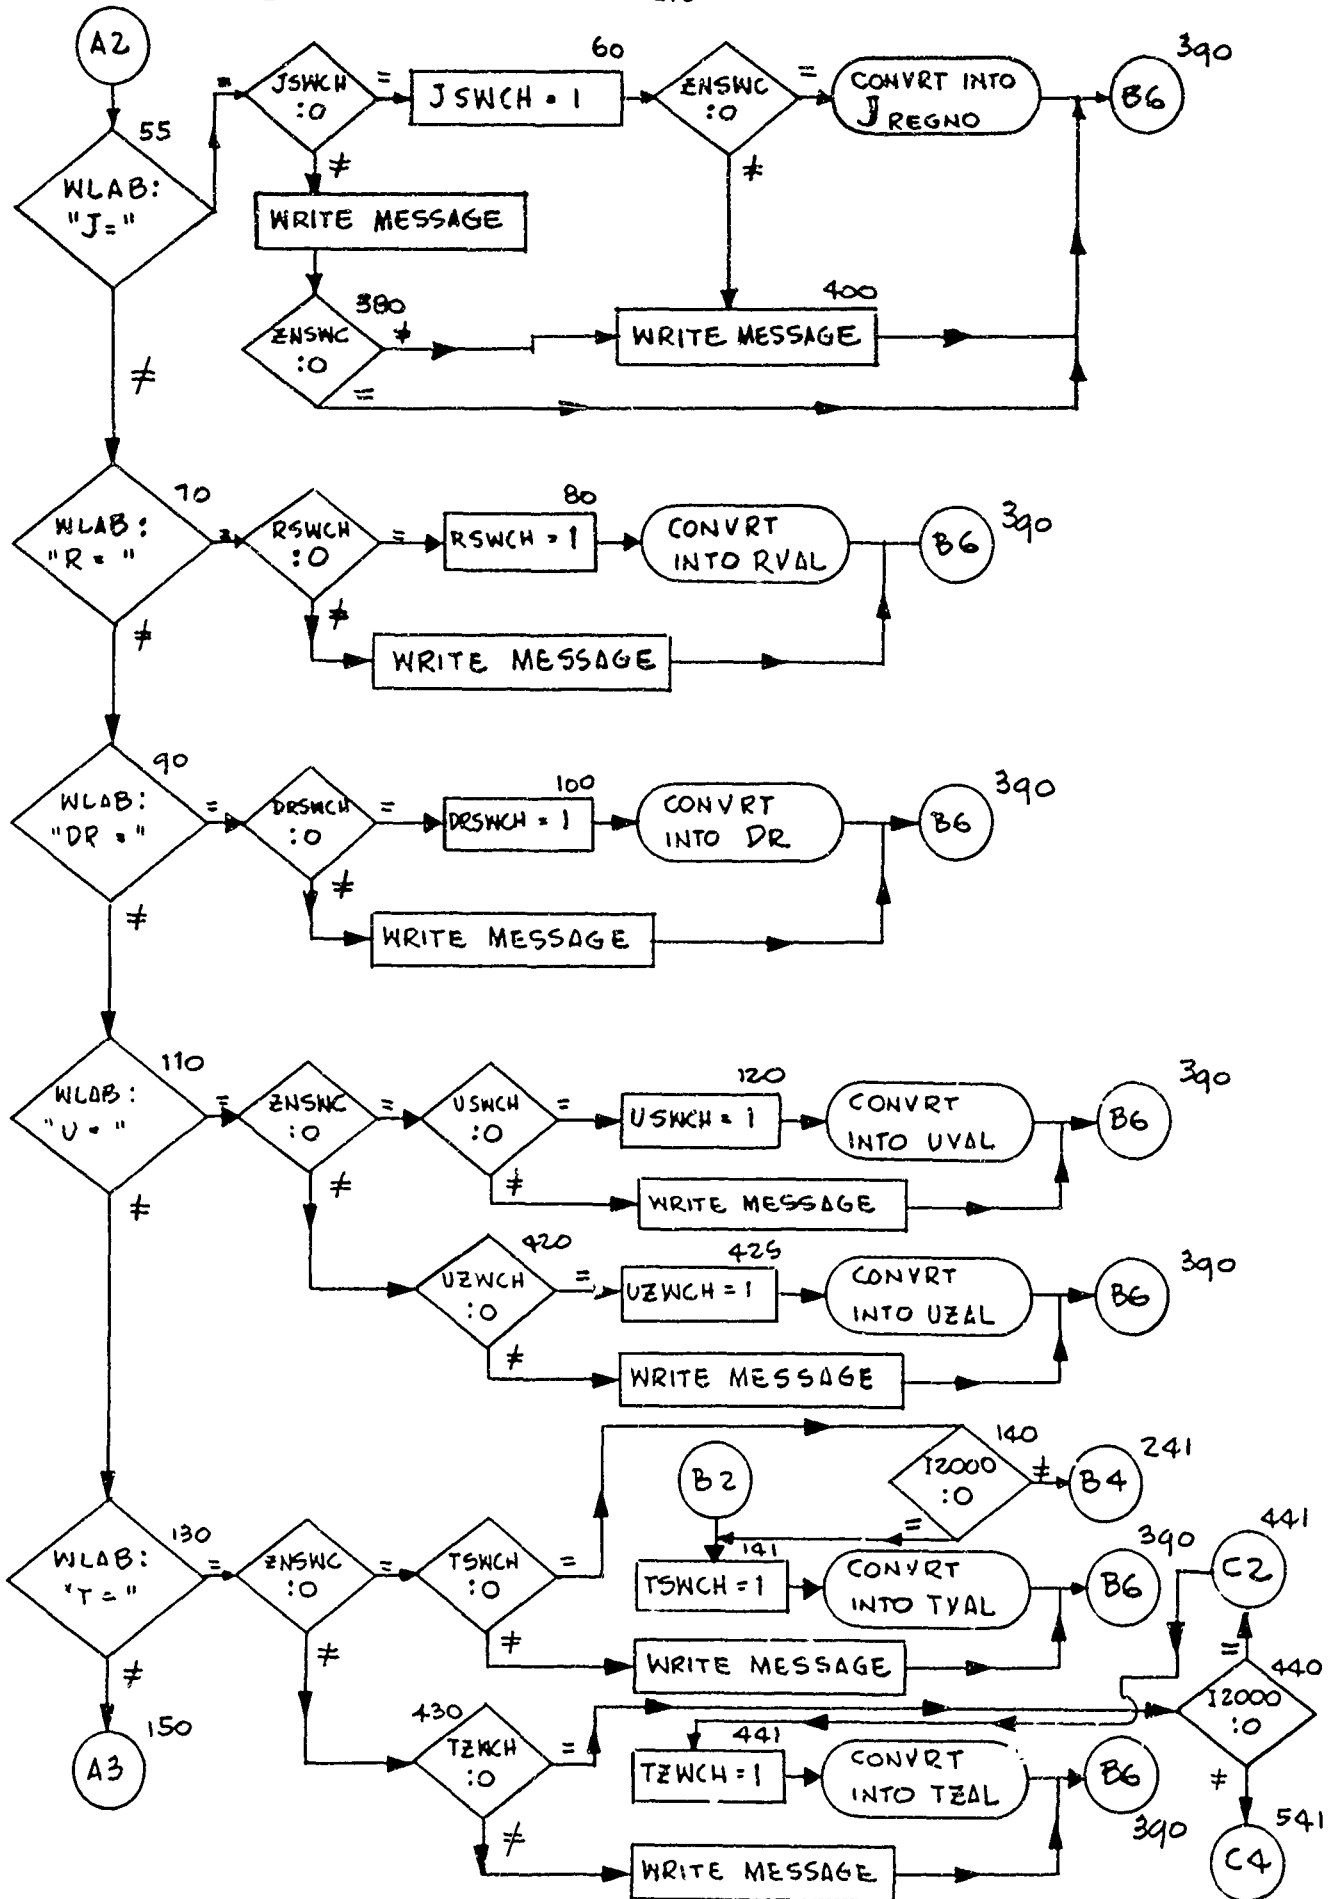 A2
55
WLAB:
"J="
=
JSWCH
:0
=
60
JSWCH = 1
ZNSWC
:0
=
CONVRT INTO
J REGNO
390
B6
≠
WRITE MESSAGE
≠
380
ZNSWC
:0
≠
400
WRITE MESSAGE
=
≠
70
WLAB:
"R = "
=
RSWCH
:0
=
80
RSWCH = 1
CONVRT
INTO RVAL
B6
390
≠
≠
WRITE MESSAGE
90
WLAB:
"DR = "
=
DRSWCH
:0
=
100
DRSWCH = 1
CONVRT
INTO DR
B6
390
≠
≠
WRITE MESSAGE
110
WLAB:
"U = "
=
ZNSWC
:0
=
USWCH
:0
=
120
USWCH = 1
CONVRT
INTO UVAL
B6
390
≠
≠
≠
WRITE MESSAGE
420
UZWCH
:0
=
425
UZWCH = 1
CONVRT
INTO UZAL
B6
390
≠
WRITE MESSAGE
B2
140
I2000
:0
≠
B4
241
=
130
WLAB:
"T = "
=
ZNSWC
:0
=
TSWCH
:0
=
141
TSWCH = 1
CONVRT
INTO TVAL
B6
390
441
C2
≠
≠
≠
WRITE MESSAGE
=
440
I2000
:0
≠
150
A3
430
TZWCH
:0
=
441
TZWCH = 1
CONVRT
INTO TZAL
B6
390
≠
WRITE MESSAGE
541
C4